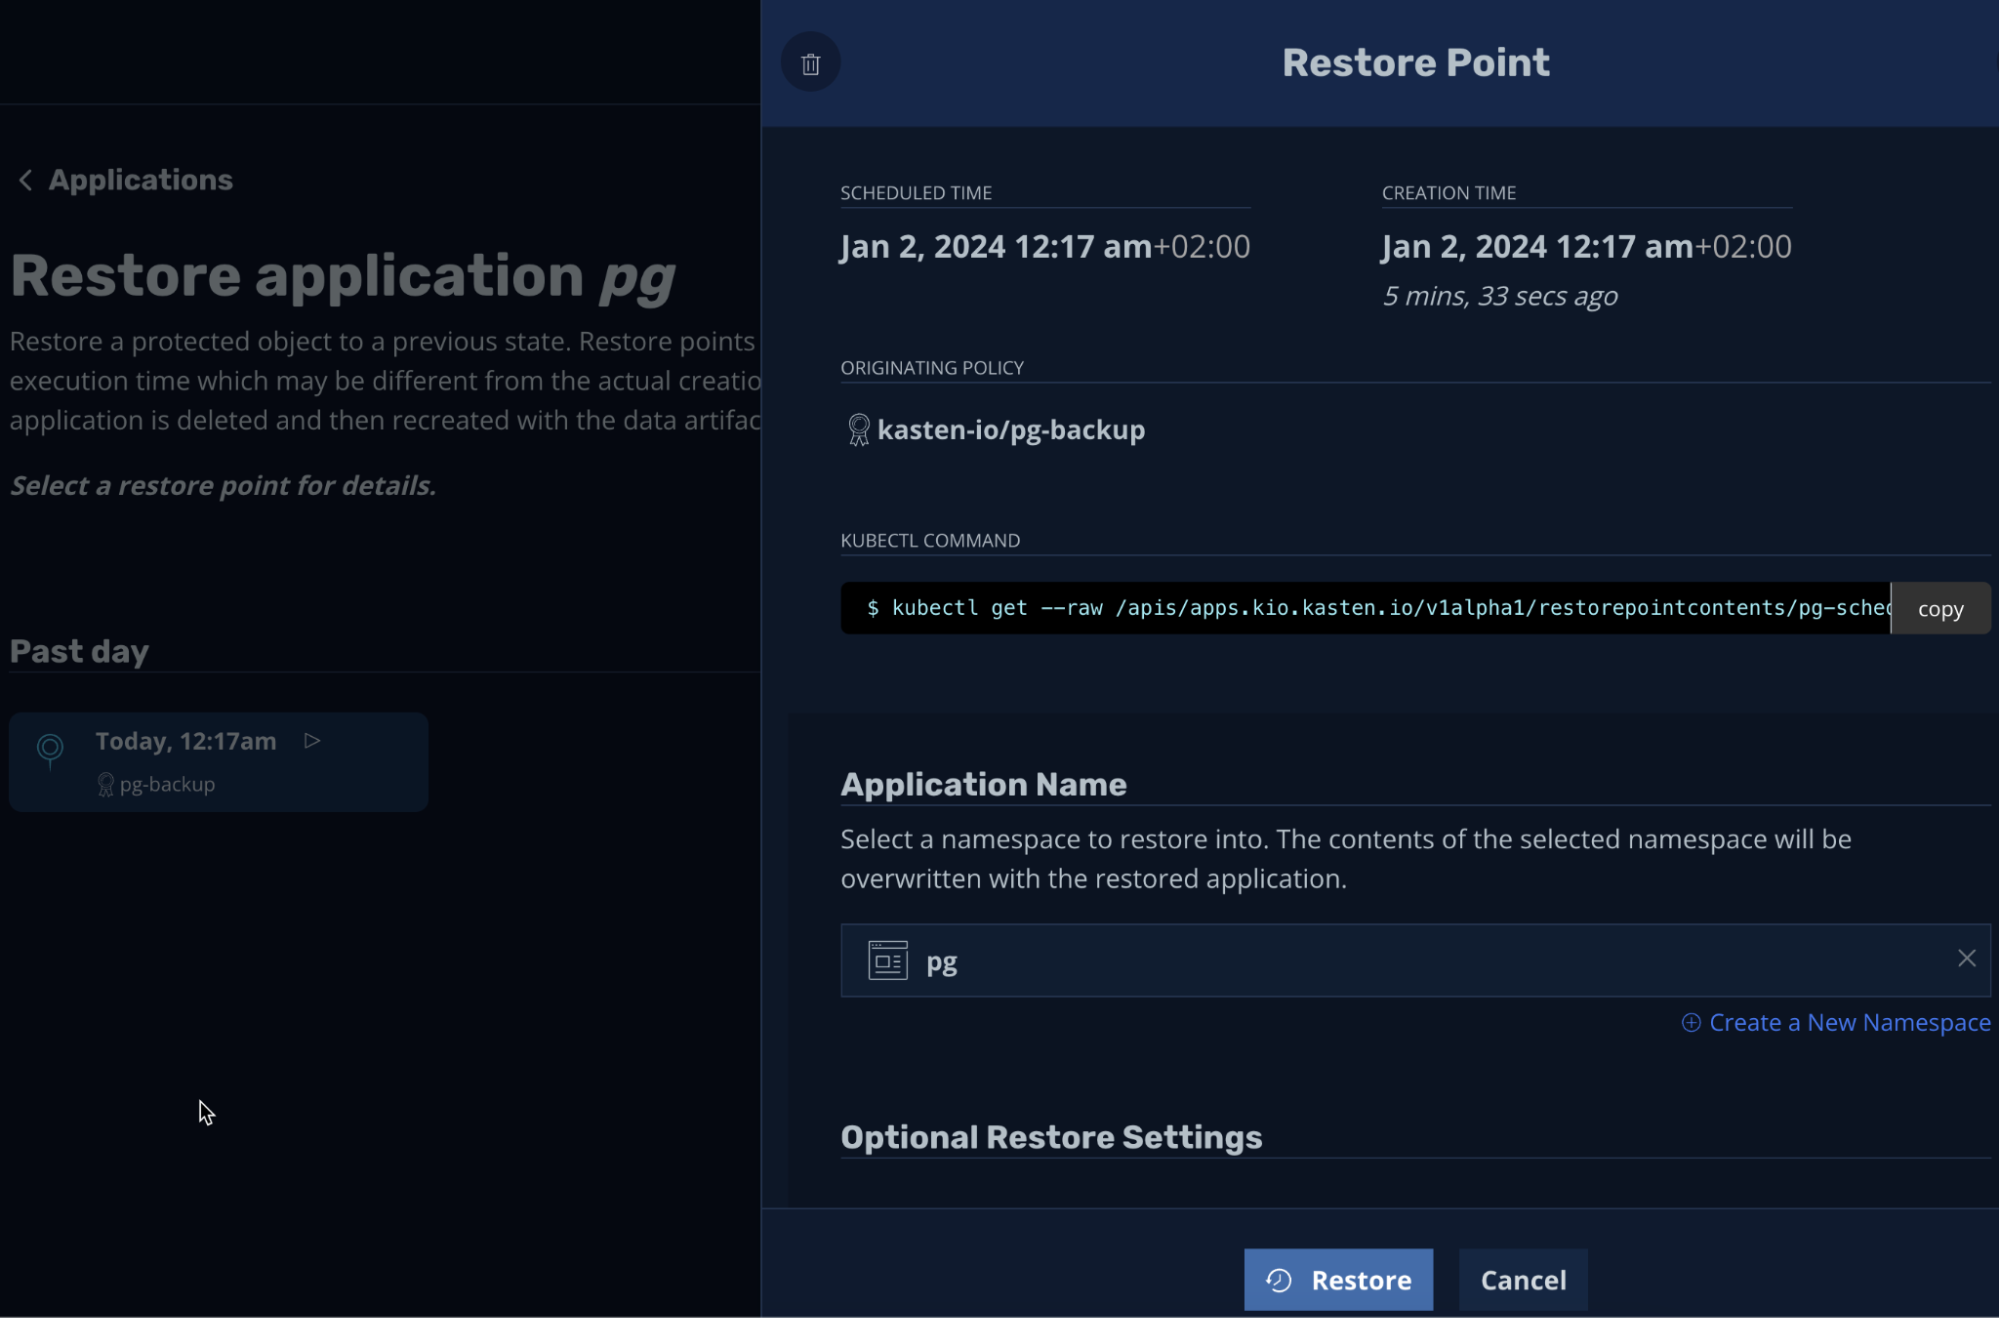 Applications
Restore application pg
Restore a protected object to a previous state. Restore points
execution time which may be different from the actual creatio
application is deleted and then recreated with the data artifac
Select a restore point for details.
Past day
Today, 12:17am
pg-backup
Restore Point
SCHEDULED TIME
Jan 2, 2024 12:17 am+02:00
CREATION TIME
Jan 2, 2024 12:17 am+02:00
5 mins, 33 secs ago
ORIGINATING POLICY
kasten-io/pg-backup
KUBECTL COMMAND
$ kubectl get --raw /apis/apps.kio.kasten.io/v1alpha1/restorepointcontents/pg-sched
copy
Application Name
Select a namespace to restore into. The contents of the selected namespace will be
overwritten with the restored application.
pg
Create a New Namespace
Optional Restore Settings
Restore
Cancel